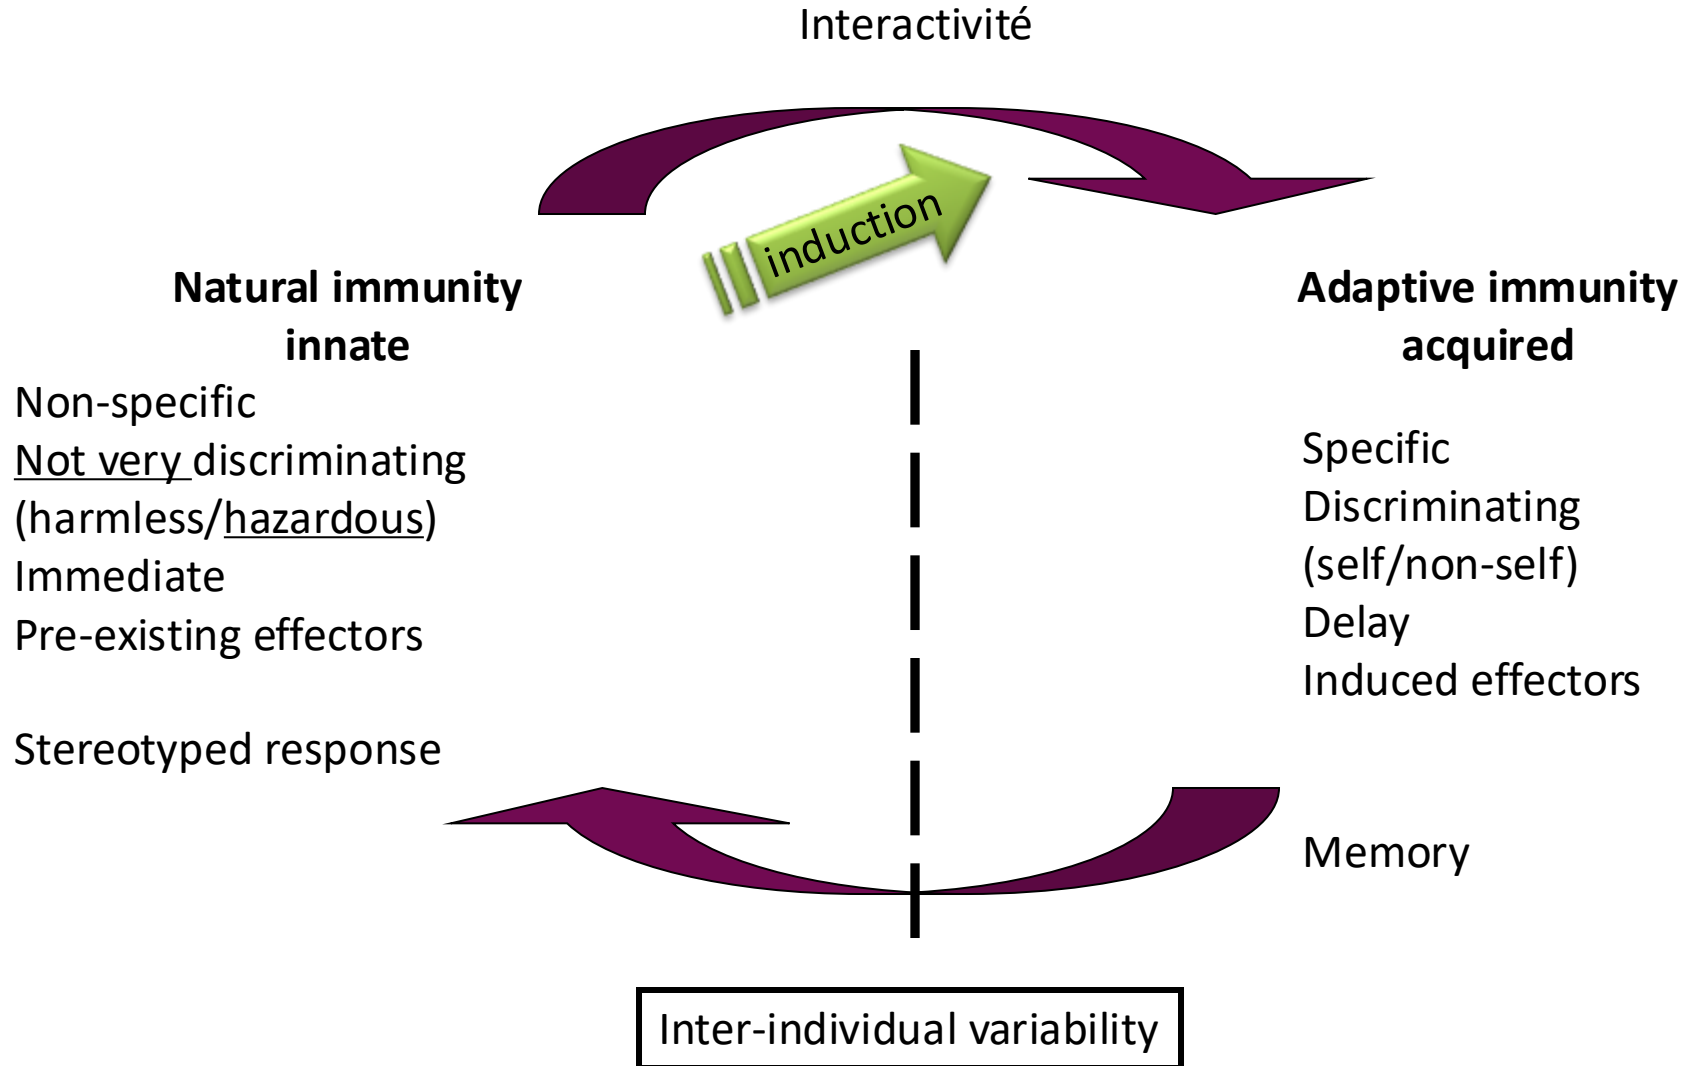 Interactivité
induction
Natural immunity
innate
Non-specific
Not very discriminating
(harmless/hazardous)
Immediate
Pre-existing effectors
Stereotyped response
Adaptive immunity
acquired
Specific
Discriminating
(self/non-self)
Delay
Induced effectors
Memory
Inter-individual variability